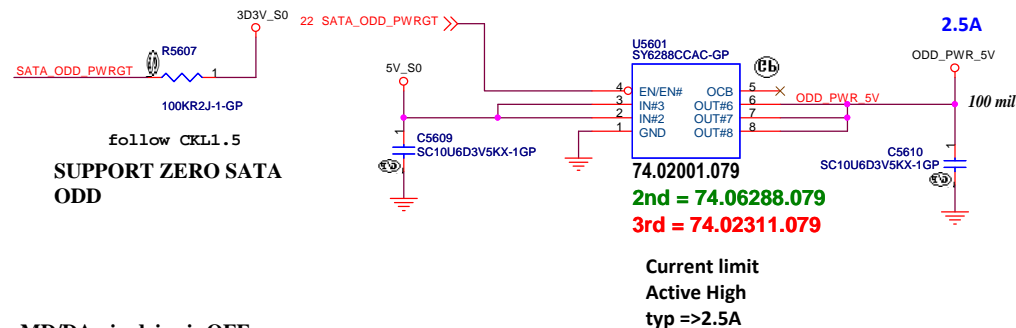 3D3V_S0
22 SATA_ODD_PWRGT
2.5A
R5607
U5601
SY6288CCAC-GP
ODD_PWR_5V
SATA_ODD_PWRGT
1
5V_S0
4 EN/EN# OCB 5
3 IN#3 OUT#6 6 ODD_PWR_5V
2 IN#2 OUT#7 7
1 GND OUT#8 8
100 mil
100KR2J-1-GP
follow CKL1.5
SUPPORT ZERO SATA
ODD
1
C5609
SC10U6D3V5KX-1GP
1
C5610
SC10U6D3V5KX-1GP
74.02001.079
2nd = 74.06288.079
3rd = 74.02311.079
Current limit
Active High
typ =>2.5A